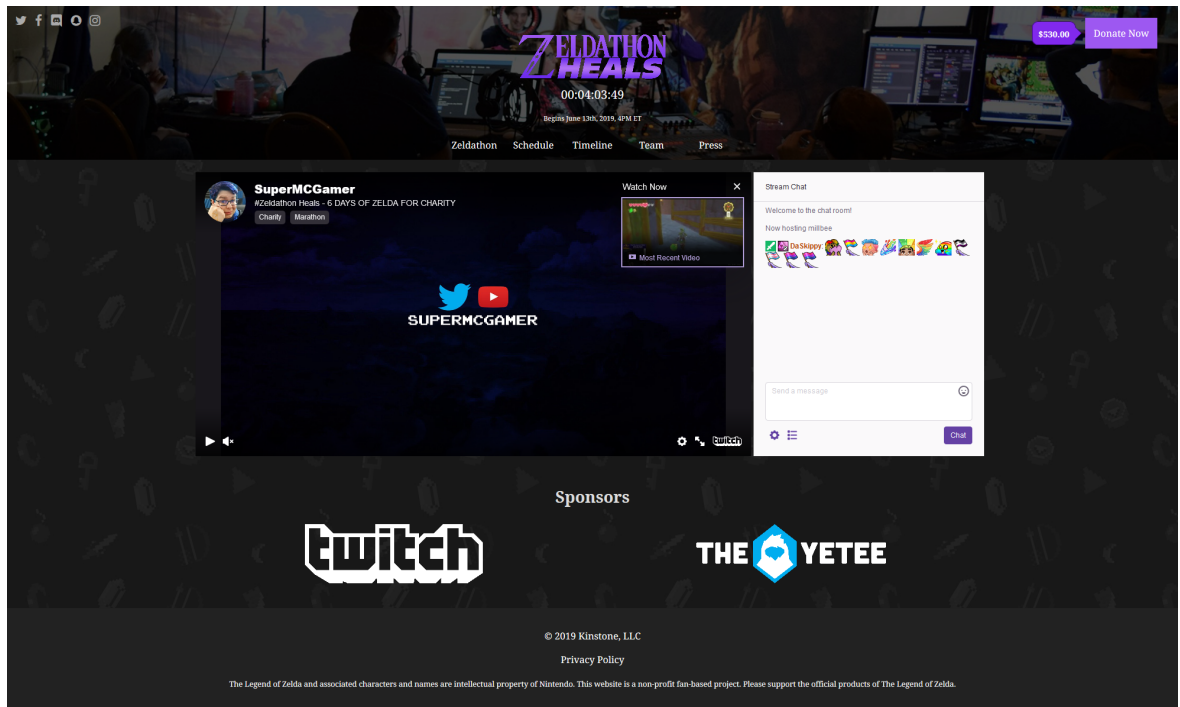 $530.00
Donate Now
ZELDATHON
HEALS
00:04:03:49
Begins June 13th, 2019, 4PM ET
Zeldathon Schedule Timeline Team Press
SuperMCGamer
#Zeldathon Heals - 6 DAYS OF ZELDA FOR CHARITY
Charity Marathon
Watch Now
Most Recent Video
SUPERMCGAMER
twitch
Stream Chat
Welcome to the chat room!
Now hosting millbee
DaSkippy:
Send a message
Chat
Sponsors
twitch
THE YETEE
© 2019 Kinstone, LLC
Privacy Policy
The Legend of Zelda and associated characters and names are intellectual property of Nintendo. This website is a non-profit fan-based project. Please support the official products of The Legend of Zelda.